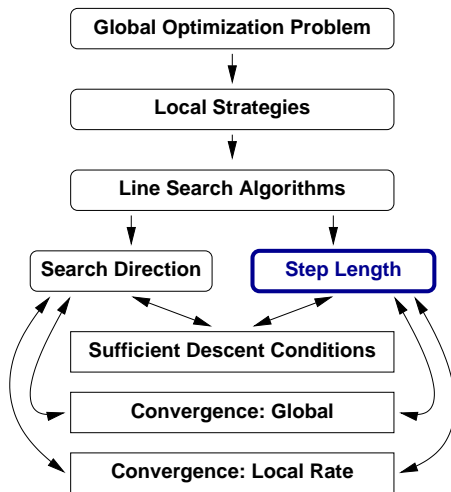 Global Optimization Problem
Local Strategies
Line Search Algorithms
Search Direction
Step Length
Sufficient Descent Conditions
Convergence: Global
Convergence: Local Rate